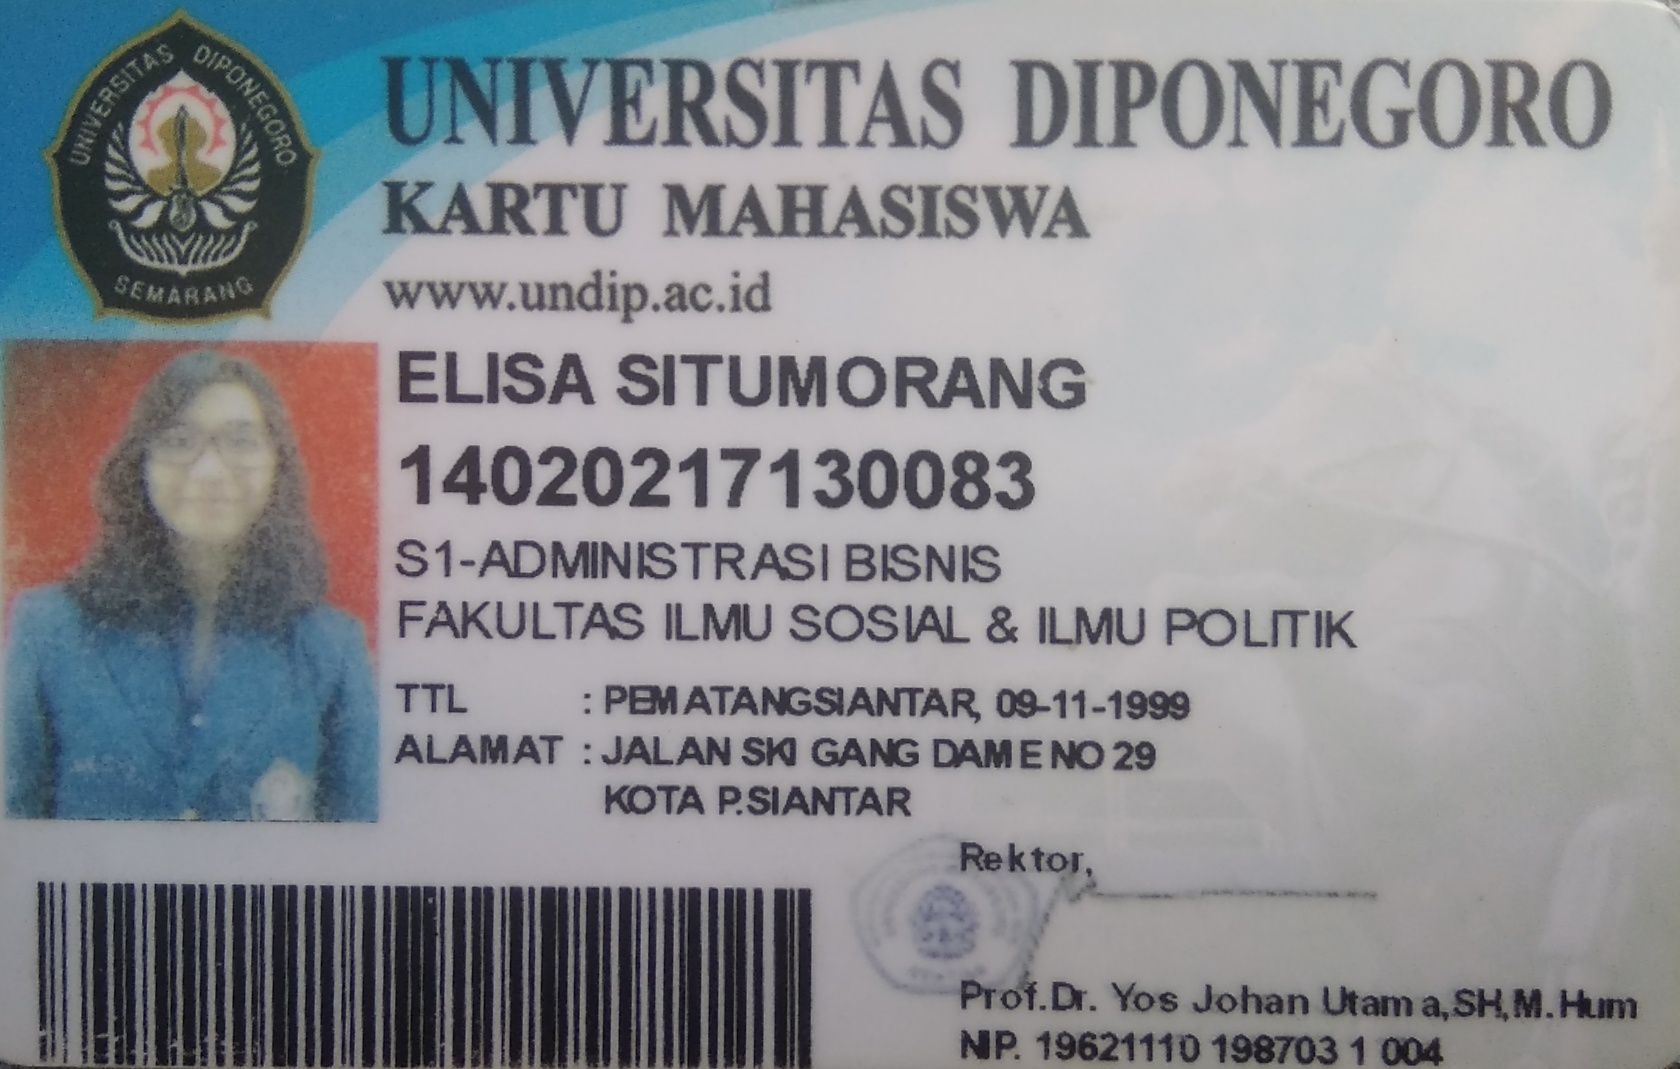 UNIVERSITAS DIPONEGORO
SEMARANG
UNIVERSITAS DIPONEGORO
KARTU MAHASISWA
www.undip.ac.id
ELISA SITUMORANG
14020217130083
S1-ADMINISTRASI BISNIS
FAKULTAS ILMU SOSIAL & ILMU POLITIK
TTL : PEMATANGSIANTAR, 09-11-1999
ALAMAT : JALAN SKI GANG DAME NO 29
KOTA P.SIANTAR
Rektor,
Prof.Dr. Yos Johan Utama,SH,M.Hum
NIP. 19621110 198703 1 004